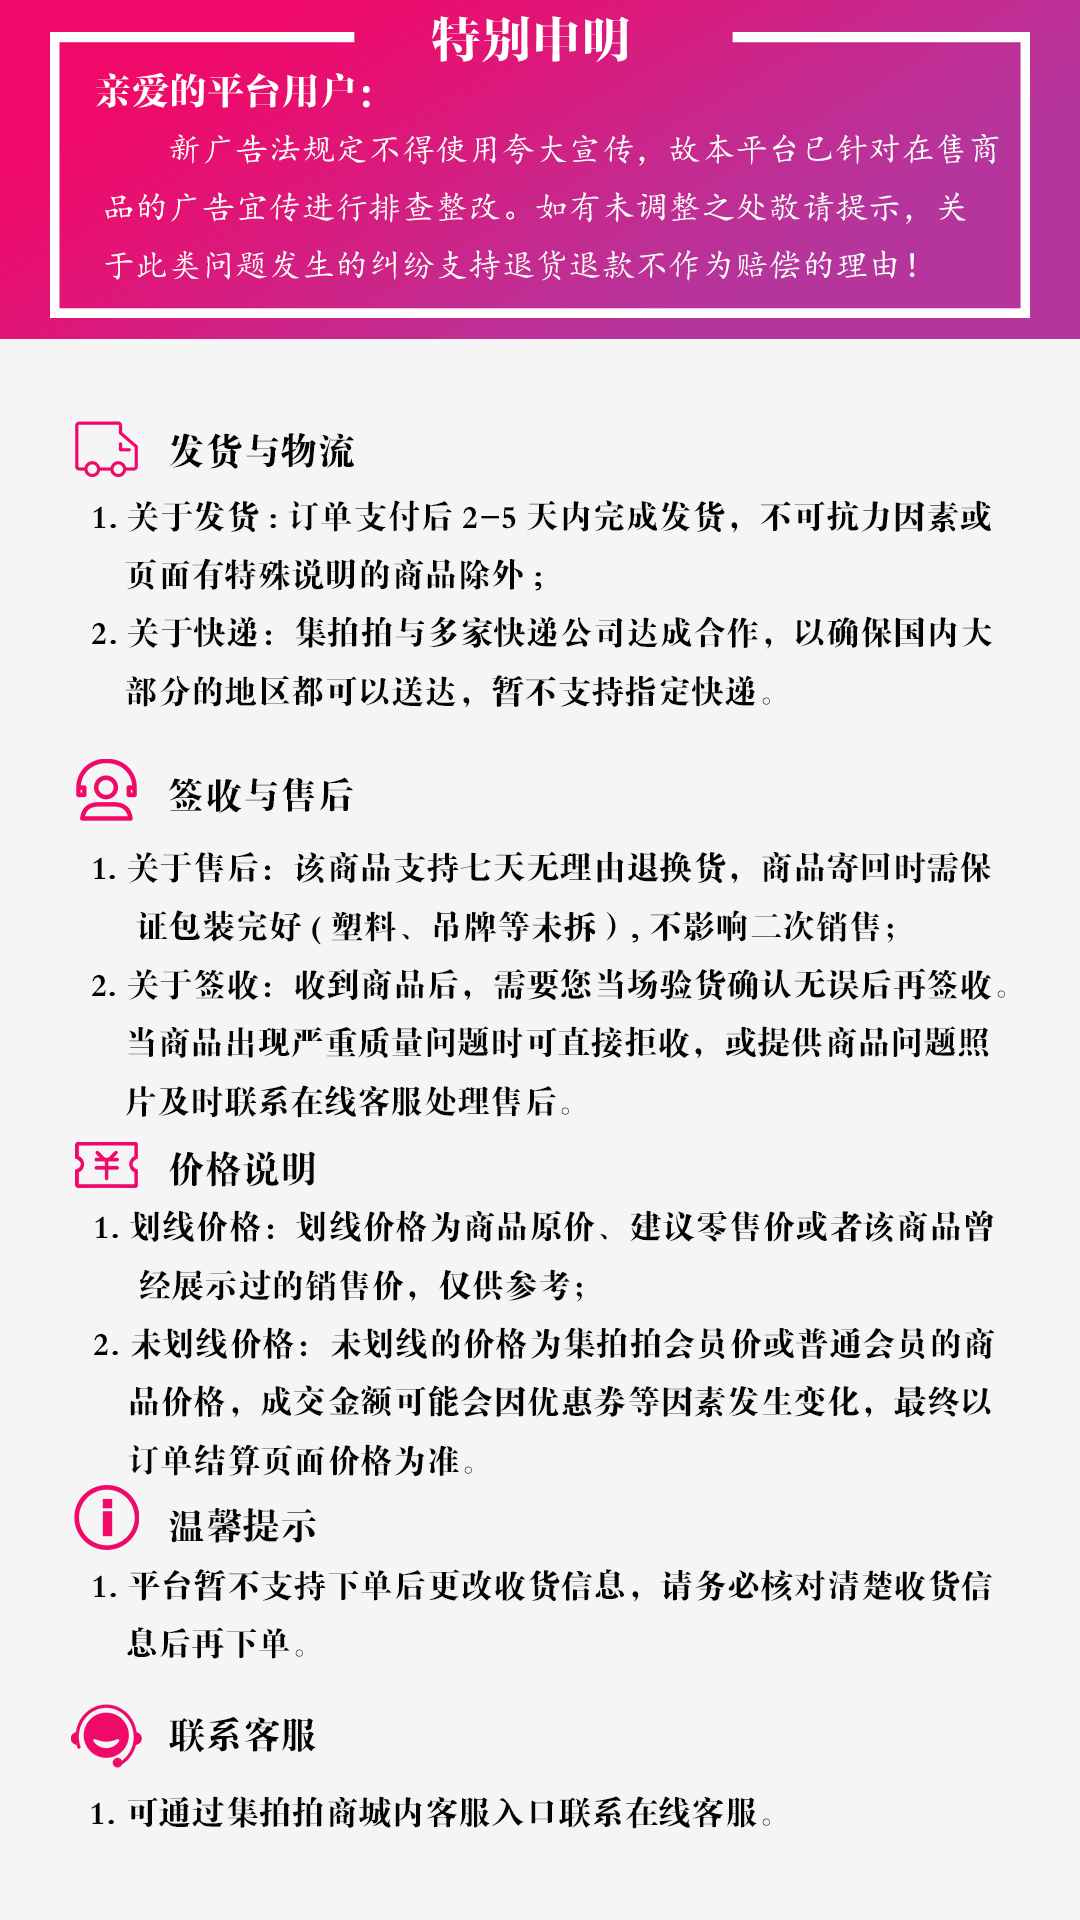 特别申明
亲爱的平台用户：
新广告法规定不得使用夸大宣传，故本平台已针对在售商
品的广告宣传进行排查整改。如有未调整之处敬请提示，关
于此类问题发生的纠纷支持退货退款不作为赔偿的理由！
发货与物流
1. 关于发货：订单支付后 2-5 天内完成发货，不可抗力因素或
页面有特殊说明的商品除外；
2. 关于快递：集拍拍与多家快递公司达成合作，以确保国内大
部分的地区都可以送达，暂不支持指定快递。
签收与售后
1. 关于售后：该商品支持七天无理由退换货，商品寄回时需保
证包装完好（塑料、吊牌等未拆），不影响二次销售；
2. 关于签收：收到商品后，需要您当场验货确认无误后再签收。
当商品出现严重质量问题时可直接拒收，或提供商品问题照
片及时联系在线客服处理售后。
价格说明
1. 划线价格：划线价格为商品原价、建议零售价或者该商品曾
经展示过的销售价，仅供参考；
2. 未划线价格：未划线的价格为集拍拍会员价或普通会员的商
品价格，成交金额可能会因优惠券等因素发生变化，最终以
订单结算页面价格为准。
温馨提示
1. 平台暂不支持下单后更改收货信息，请务必核对清楚收货信
息后再下单。
联系客服
1. 可通过集拍拍商城内客服入口联系在线客服。